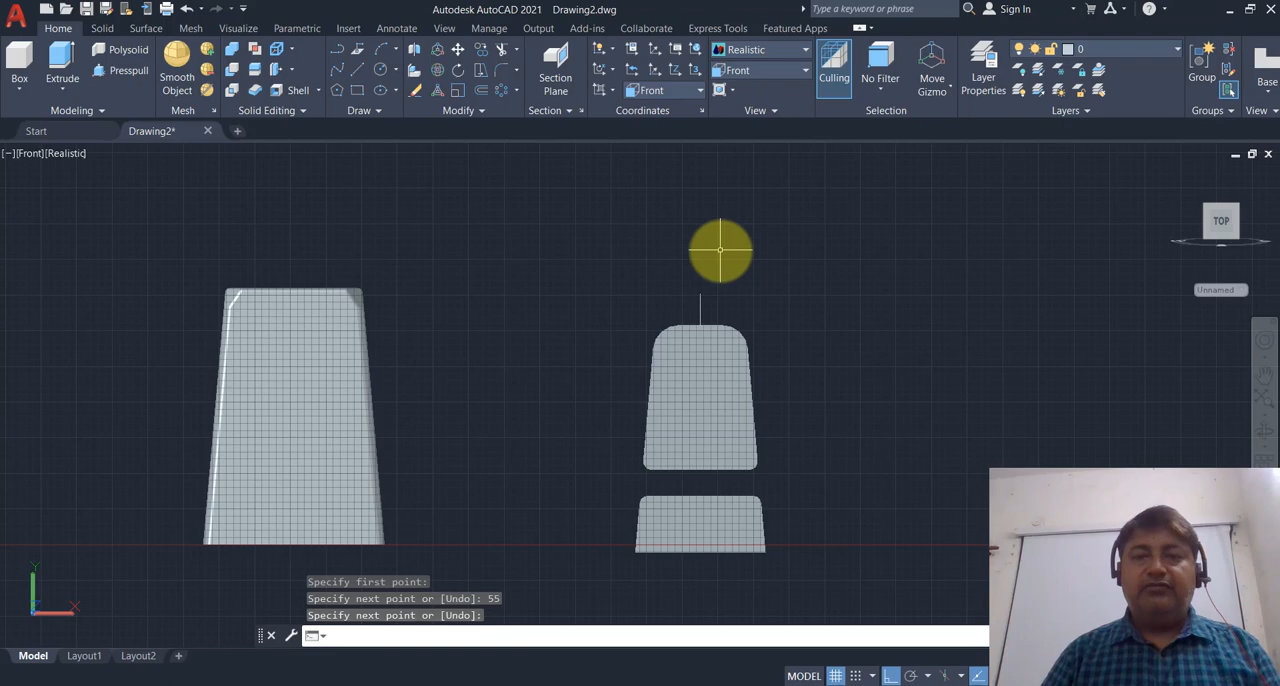 Autodesk AutoCAD 2021 Drawing2.dwg
Type a keyword or phrase
Sign In
Home Solid Surface Mesh Visualize Parametric Insert Annotate View Manage Output Add-ins Collaborate Express Tools Featured Apps
Box
Extrude
Polysolid
Presspull
Modeling
Smooth Object
Mesh
Shell
Solid Editing
Draw
Modify
Section Plane
Section
Front
Coordinates
Realistic
Front
View
Culling
No Filter
Move Gizmo
Selection
Layer Properties
0
Layers
Group
Groups
Base
View
Start
Drawing2*
[−][Front][Realistic]
TOP
Unnamed
Y
X
Z
Specify first point:
Specify next point or [Undo]: 55
Specify next point or [Undo]:
Model Layout1 Layout2
MODEL